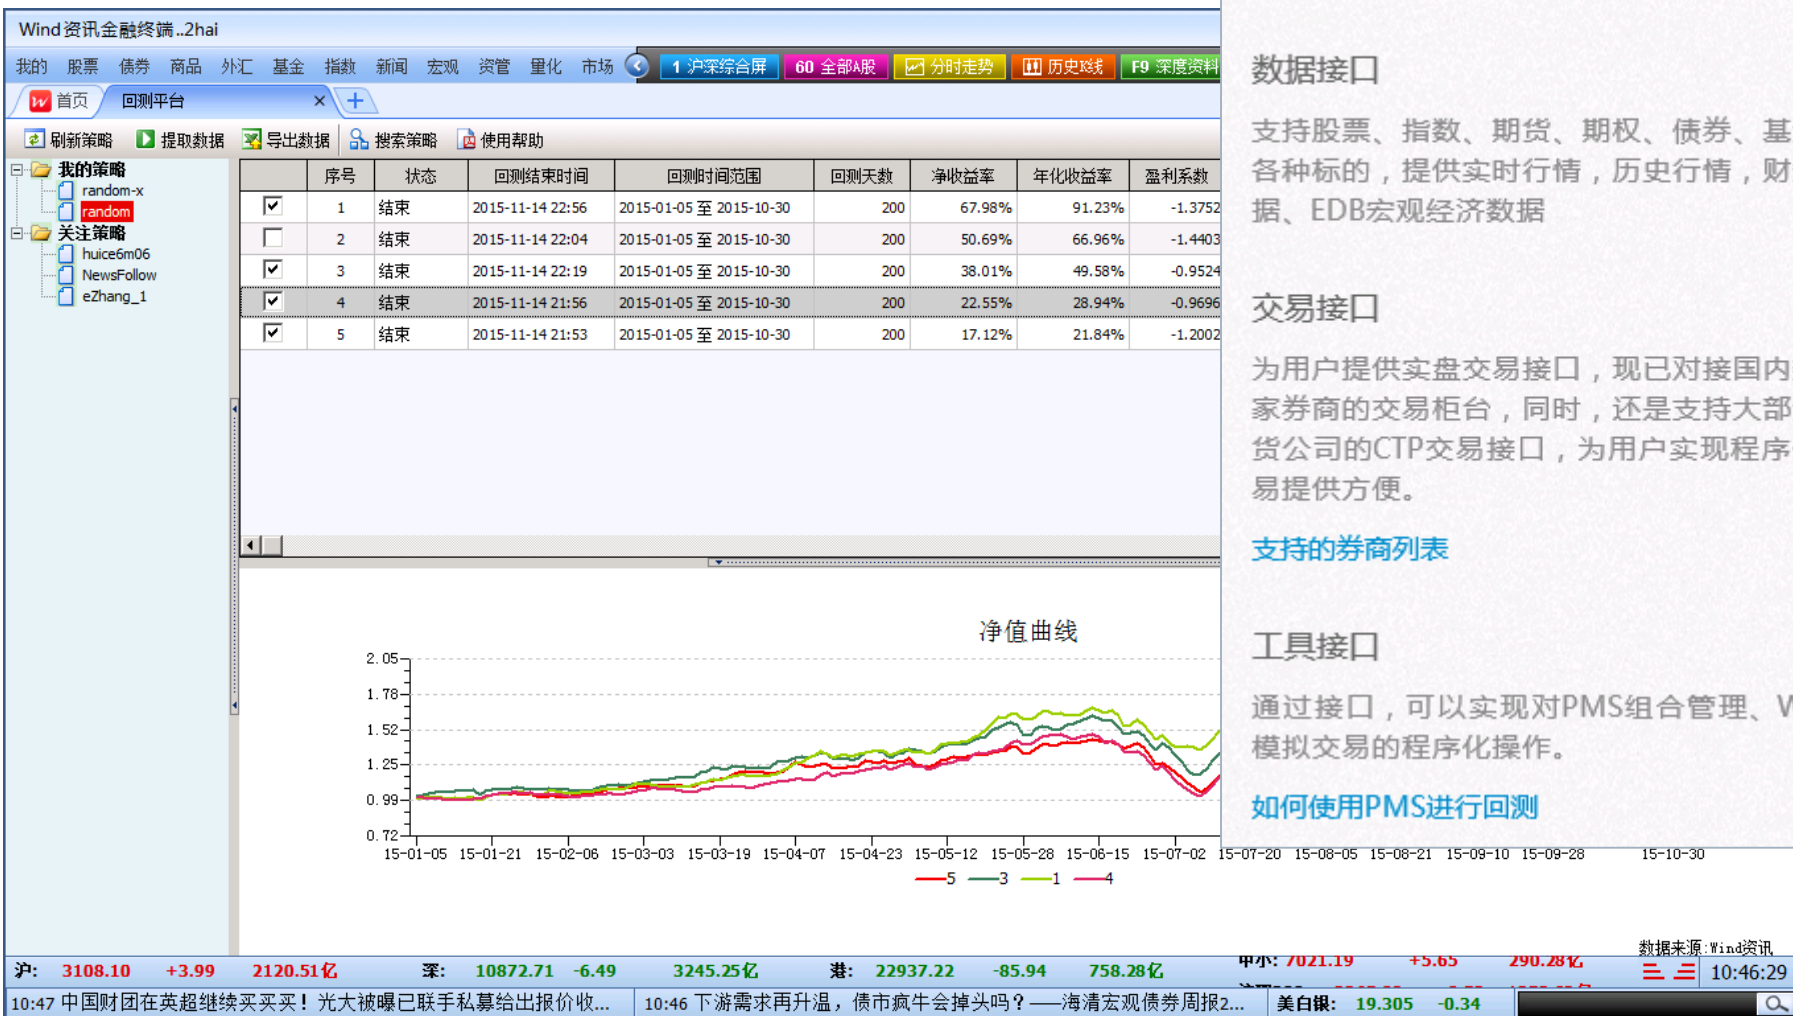 Wind资讯金融终端..2hai
我的 股票 债券 商品 外汇 基金 指数 新闻 宏观 资管 量化 市场 1 沪深综合屏 60 全部A股 分时走势 历史K线 F9 深度资料
首页 回测平台
刷新策略 提取数据 导出数据 搜索策略 使用帮助
我的策略
random-x
random
关注策略
huice6m06
NewsFollow
eZhang_1
序号 状态 回测结束时间 回测时间范围 回测天数 净收益率 年化收益率 盈利系数
1 结束 2015-11-14 22:56 2015-01-05 至 2015-10-30 200 67.98% 91.23% -1.3752
2 结束 2015-11-14 22:04 2015-01-05 至 2015-10-30 200 50.69% 66.96% -1.4403
3 结束 2015-11-14 22:19 2015-01-05 至 2015-10-30 200 38.01% 49.58% -0.9524
4 结束 2015-11-14 21:56 2015-01-05 至 2015-10-30 200 22.55% 28.94% -0.9696
5 结束 2015-11-14 21:53 2015-01-05 至 2015-10-30 200 17.12% 21.84% -1.2002
净值曲线
2.05
1.78
1.52
1.25
0.99
0.72
15-01-05 15-01-21 15-02-06 15-03-03 15-03-19 15-04-07 15-04-23 15-05-12 15-05-28 15-06-15 15-07-02 15-07-20 15-08-05 15-08-21 15-09-10 15-09-28 15-10-30
5 3 1 4
数据接口
支持股票、指数、期货、期权、债券、基
各种标的，提供实时行情，历史行情，财
据、EDB宏观经济数据
交易接口
为用户提供实盘交易接口，现已对接国内
家券商的交易柜台，同时，还是支持大部
货公司的CTP交易接口，为用户实现程序
易提供方便。
支持的券商列表
工具接口
通过接口，可以实现对PMS组合管理、W
模拟交易的程序化操作。
如何使用PMS进行回测
数据来源:Wind资讯
沪: 3108.10 +3.99 2120.51亿 深: 10872.71 -6.49 3245.25亿 港: 22937.22 -85.94 758.28亿 中小: 7021.19 +5.65 290.28亿 10:46:29
10:47 中国财团在英超继续买买买！光大被曝已联手私募给出报价收... 10:46 下游需求再升温，债市疯牛会掉头吗？——海清宏观债券周报2... 美白银: 19.305 -0.34